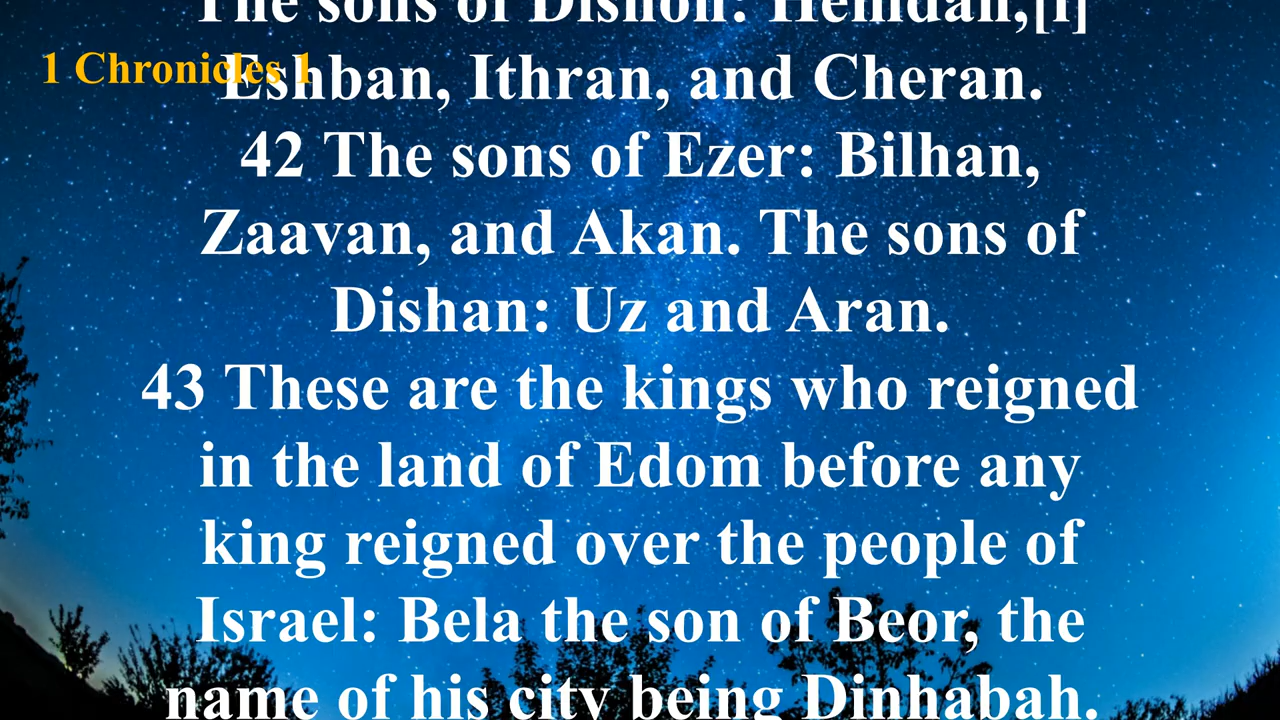 The sons of Dishon: Hemdan,[i]
1 Chronicles 1
Eshban, Ithran, and Cheran.
42 The sons of Ezer: Bilhan,
Zaavan, and Akan. The sons of
Dishan: Uz and Aran.
43 These are the kings who reigned
in the land of Edom before any
king reigned over the people of
Israel: Bela the son of Beor, the
name of his city being Dinhabah.